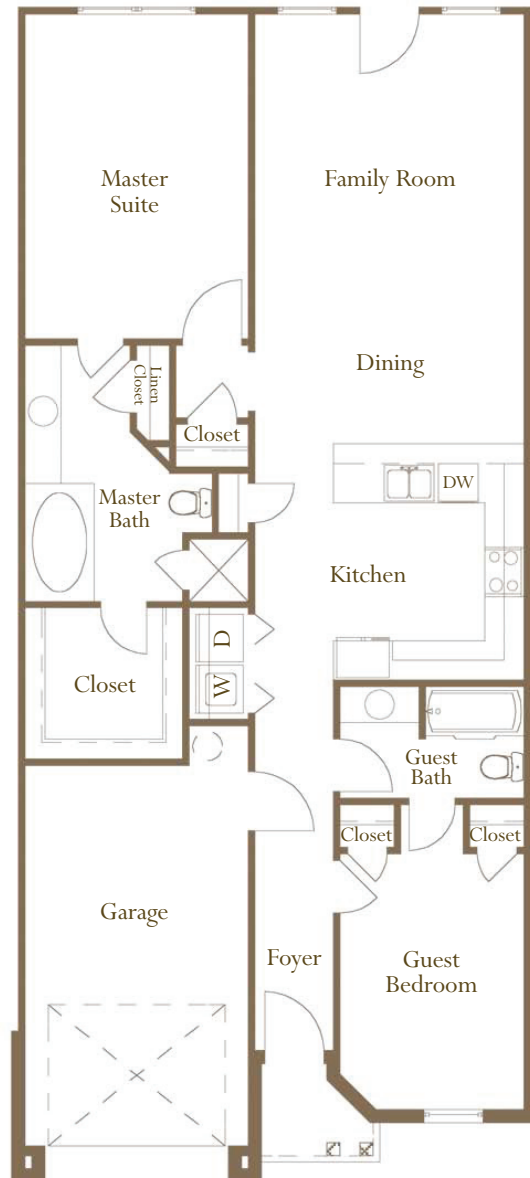 Master
Suite
Family Room
Linen
Closet
Dining
Closet
DW
Master
Bath
Kitchen
D
W
Closet
Guest
Bath
Closet
Closet
Garage
Foyer
Guest
Bedroom